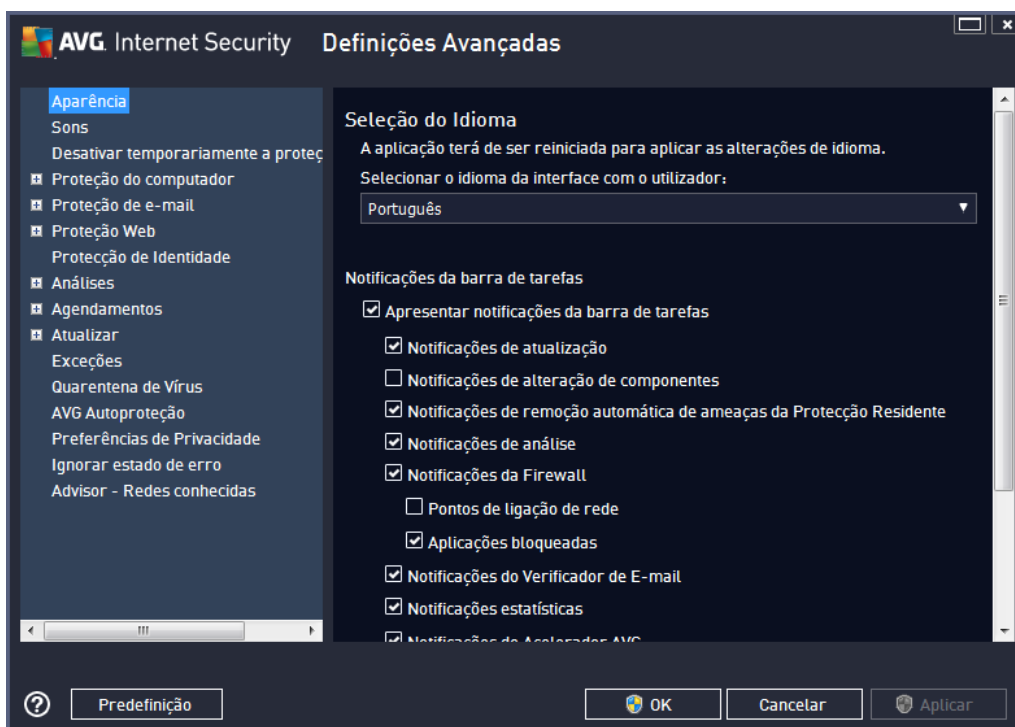 AVG. Internet Security
Definições Avançadas
Aparência
Sons
Desativar temporariamente a proteç
Proteção do computador
Proteção de e-mail
Proteção Web
Protecção de Identidade
Análises
Agendamentos
Atualizar
Exceções
Quarentena de Vírus
AVG Autoproteção
Preferências de Privacidade
Ignorar estado de erro
Advisor - Redes conhecidas
Seleção do Idioma
A aplicação terá de ser reiniciada para aplicar as alterações de idioma.
Selecionar o idioma da interface com o utilizador:
Português
Notificações da barra de tarefas
Apresentar notificações da barra de tarefas
Notificações de atualização
Notificações de alteração de componentes
Notificações de remoção automática de ameaças da Protecção Residente
Notificações de análise
Notificações da Firewall
Pontos de ligação de rede
Aplicações bloqueadas
Notificações do Verificador de E-mail
Notificações estatísticas
Notificações do Acelerador AVG
Predefinição
OK
Cancelar
Aplicar